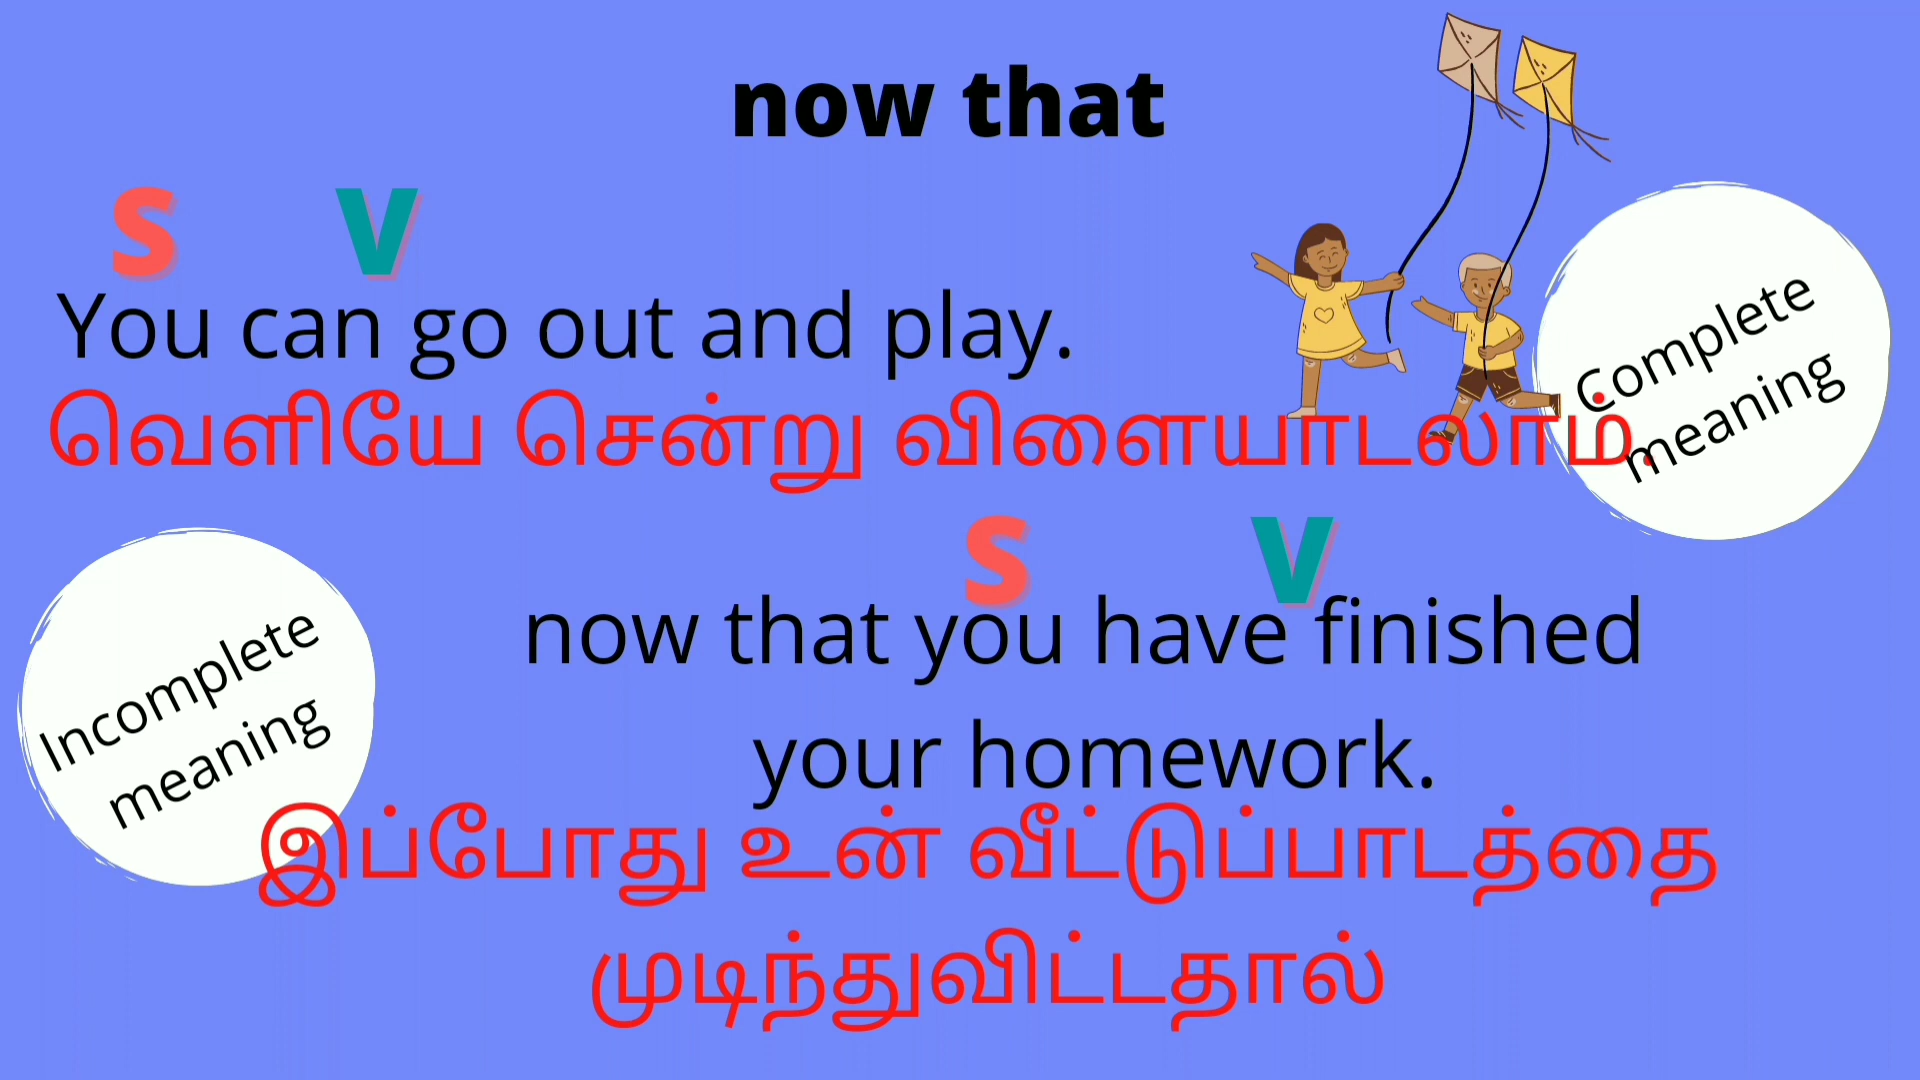 now that
S V
You can go out and play.
வெளியே சென்று விளையாடலாம்.
Complete
meaning
S V
now that you have finished
your homework.
Incomplete
meaning
இப்போது உன் வீட்டுப்பாடத்தை
முடிந்துவிட்டதால்